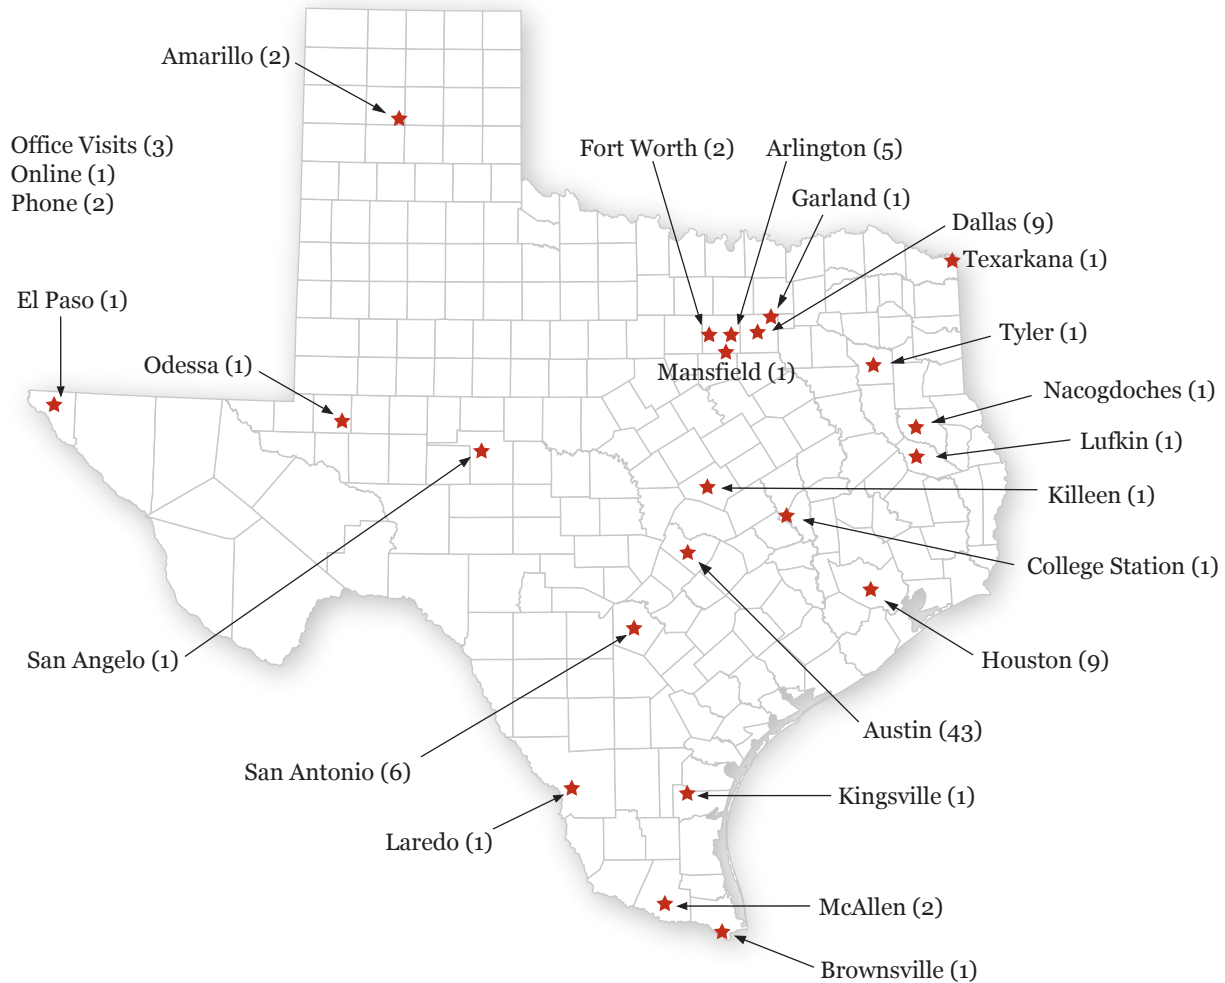 Amarillo (2)
Office Visits (3)
Online (1)
Phone (2)
Fort Worth (2)
Arlington (5)
Garland (1)
Dallas (9)
Texarkana (1)
El Paso (1)
Odessa (1)
Tyler (1)
Mansfield (1)
Nacogdoches (1)
Lufkin (1)
Killeen (1)
College Station (1)
San Angelo (1)
Houston (9)
Austin (43)
San Antonio (6)
Kingsville (1)
Laredo (1)
McAllen (2)
Brownsville (1)